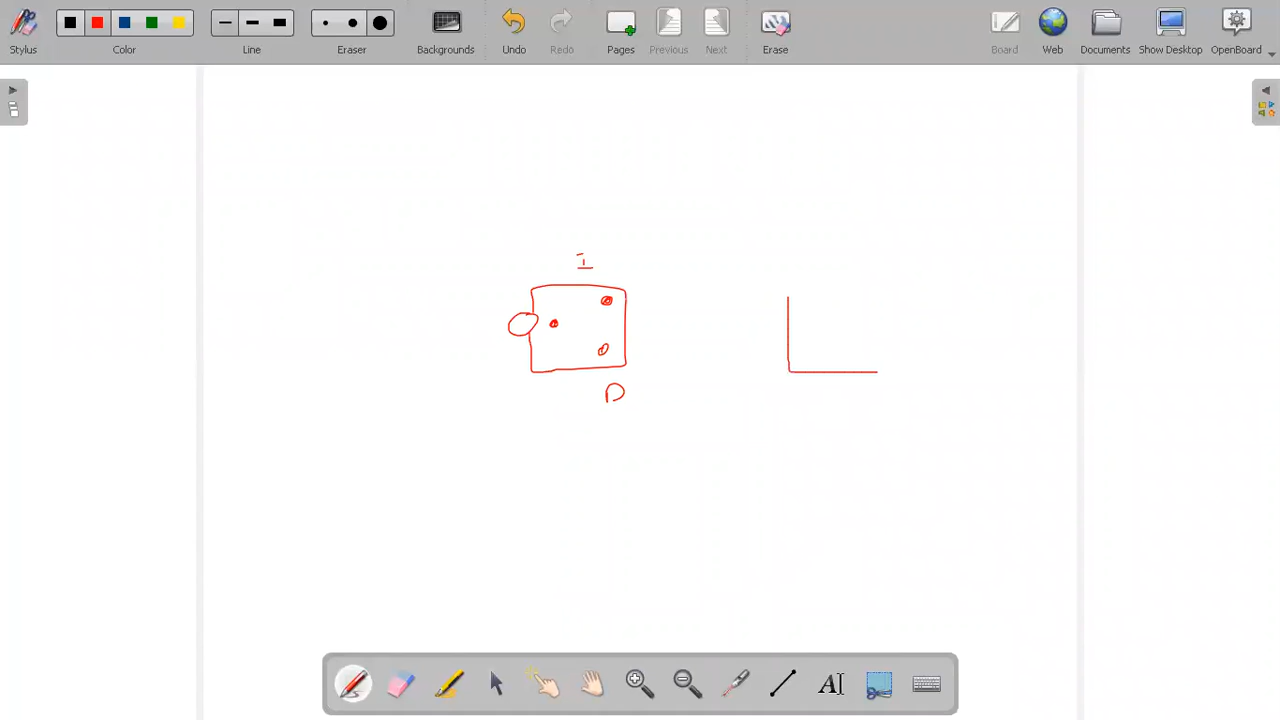 Stylus
Color
Line
Eraser
Backgrounds
Undo
Redo
Pages
Previous
Next
Erase
Board
Web
Documents
Show Desktop
OpenBoard
I
D